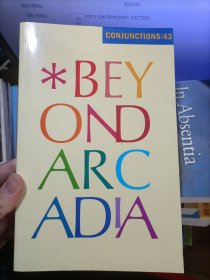 CONJUNCTIONS:43
*BEY
OND
ARC
ADIA
In Absentia